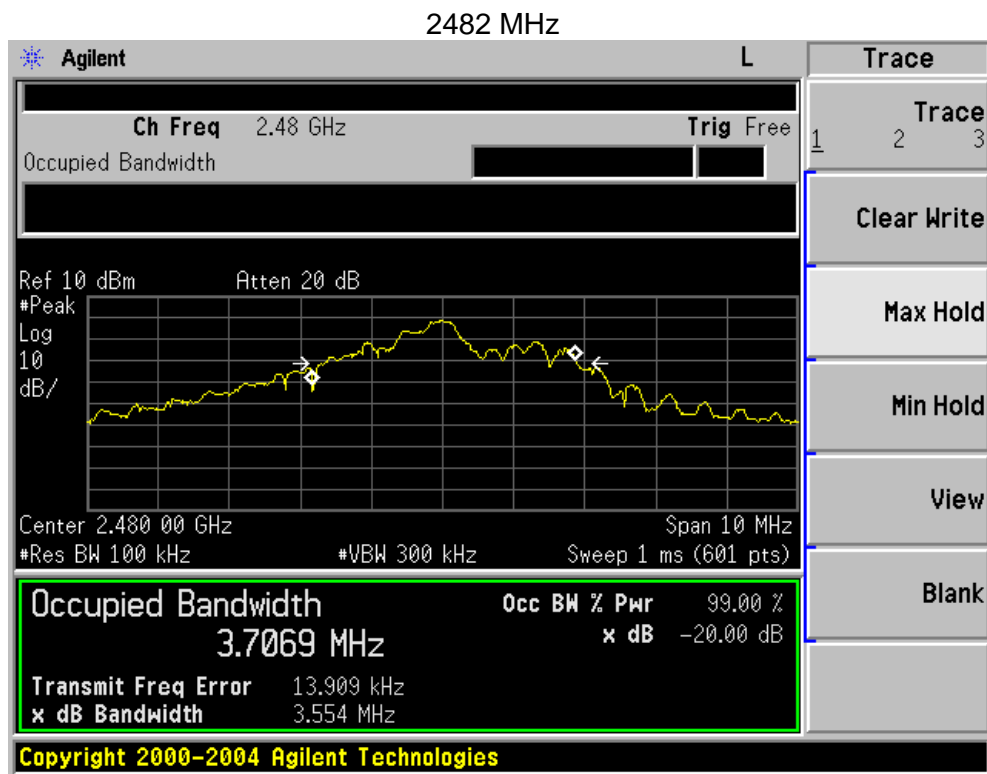 2482 MHz
Agilent L Trace
Ch Freq 2.48 GHz Trig Free
Occupied Bandwidth
Trace
1 2 3
Clear Write
Max Hold
Min Hold
View
Blank
Ref 10 dBm Atten 20 dB
#Peak
Log
10
dB/
Center 2.480 00 GHz Span 10 MHz
#Res BW 100 kHz #VBW 300 kHz Sweep 1 ms (601 pts)
Occupied Bandwidth Occ BW % Pwr 99.00 %
3.7069 MHz x dB -20.00 dB
Transmit Freq Error 13.909 kHz
x dB Bandwidth 3.554 MHz
Copyright 2000-2004 Agilent Technologies